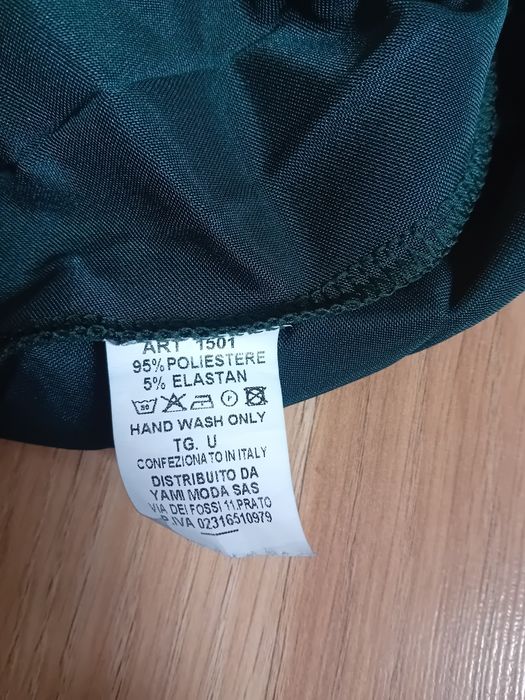 ART 1501
95% POLIESTERE
5% ELASTAN
30 P
HAND WASH ONLY
TG. U
CONFEZIONATO IN ITALY
DISTRIBUITO DA
YAMI MODA SAS
VIA DEI FOSSI 11,PRATO
P.IVA 02316510979